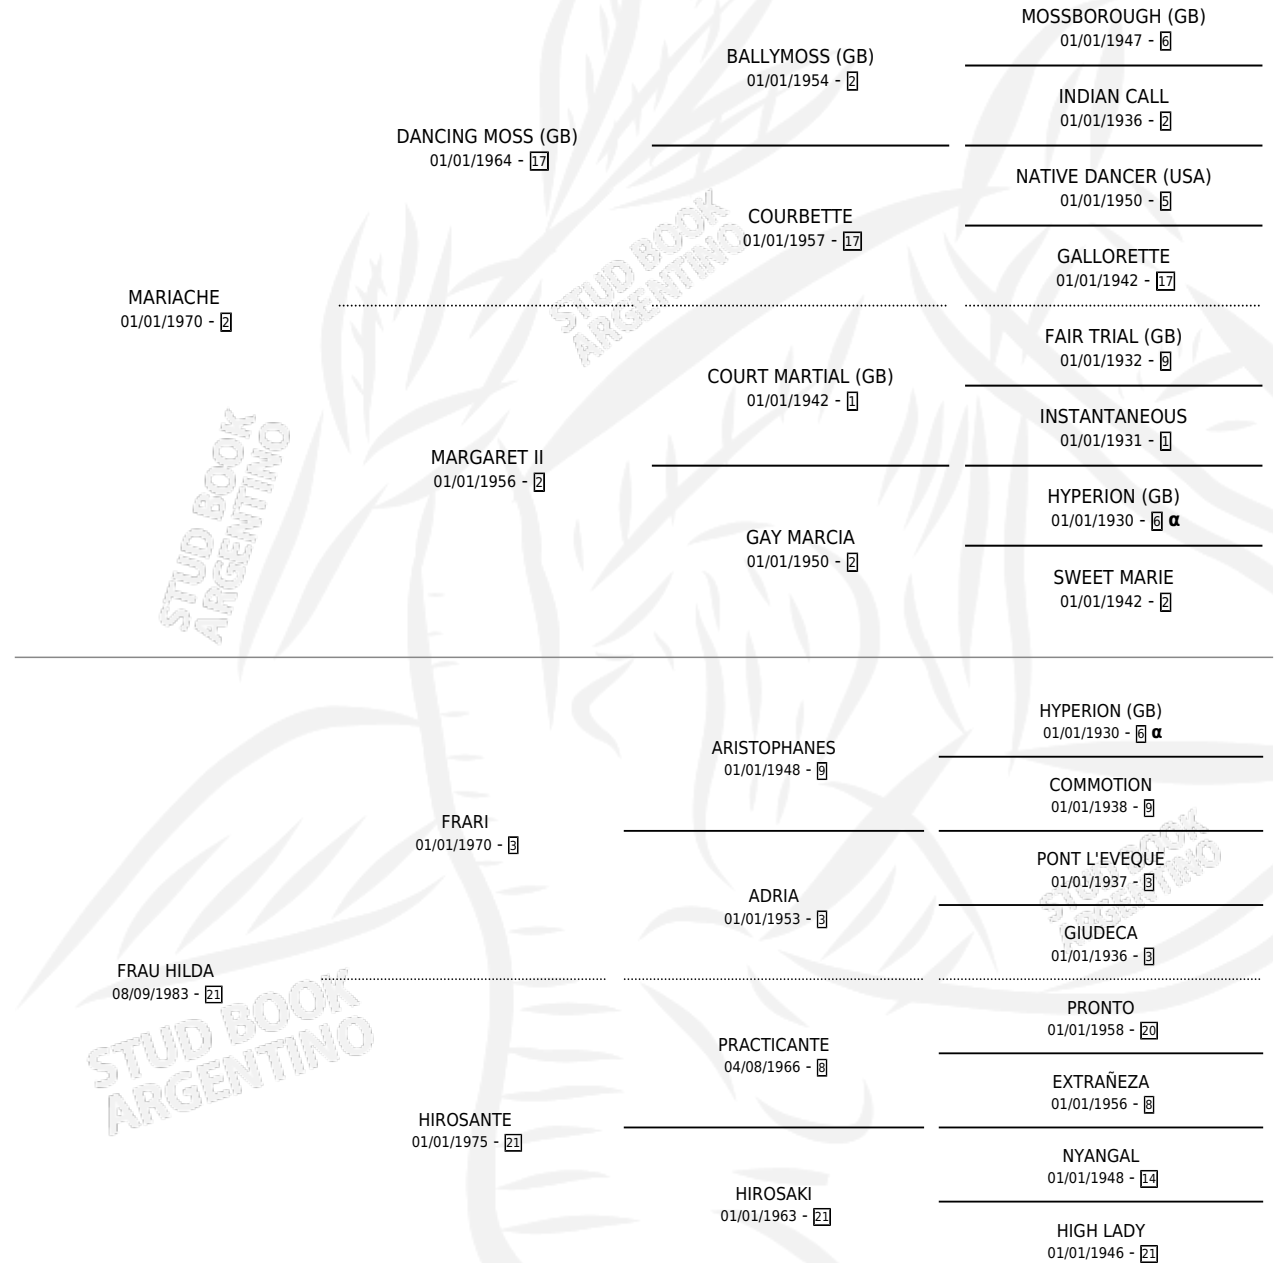 MOSSBOROUGH (GB)
01/01/1947 - 6
BALLYMOSS (GB)
01/01/1954 - 2
INDIAN CALL
01/01/1936 - 2
DANCING MOSS (GB)
01/01/1964 - 17
NATIVE DANCER (USA)
01/01/1950 - 5
COURBETTE
01/01/1957 - 17
GALLORETTE
01/01/1942 - 17
MARIACHE
01/01/1970 - 2
FAIR TRIAL (GB)
01/01/1932 - 9
COURT MARTIAL (GB)
01/01/1942 - 1
INSTANTANEOUS
01/01/1931 - 1
MARGARET II
01/01/1956 - 2
HYPERION (GB)
01/01/1930 - 6 α
GAY MARCIA
01/01/1950 - 2
SWEET MARIE
01/01/1942 - 2
HYPERION (GB)
01/01/1930 - 6 α
ARISTOPHANES
01/01/1948 - 9
COMMOTION
01/01/1938 - 9
FRARI
01/01/1970 - 3
PONT L'EVEQUE
01/01/1937 - 3
ADRIA
01/01/1953 - 3
GIUDECA
01/01/1936 - 3
FRAU HILDA
08/09/1983 - 21
PRONTO
01/01/1958 - 20
PRACTICANTE
04/08/1966 - 8
EXTRAÑEZA
01/01/1956 - 8
HIROSANTE
01/01/1975 - 21
NYANGAL
01/01/1948 - 14
HIROSAKI
01/01/1963 - 21
HIGH LADY
01/01/1946 - 21
STUD BOOK
ARGENTINO
STUD BOOK
ARGENTINO
STUD BOOK
ARGENTINO
STUD BOOK
ARGENTINO